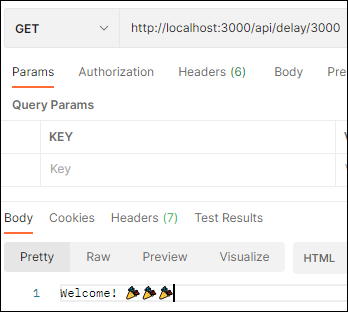 GET http://localhost:3000/api/delay/3000
Params Authorization Headers (6) Body Pre
Query Params
KEY
Key
Body Cookies Headers (7) Test Results
Pretty Raw Preview Visualize HTML
1 Welcome! 🎉🎉🎉